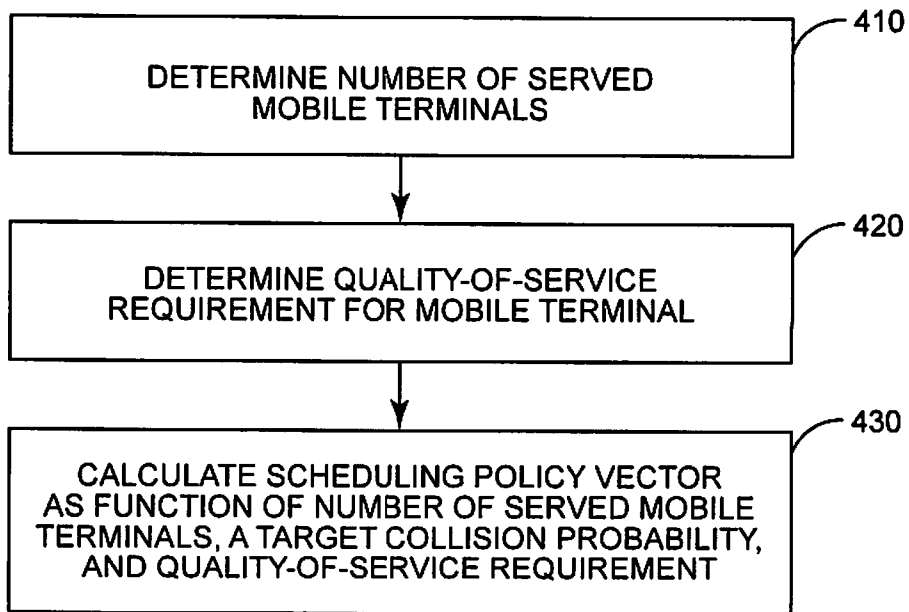 410
DETERMINE NUMBER OF SERVED
MOBILE TERMINALS
420
DETERMINE QUALITY-OF-SERVICE
REQUIREMENT FOR MOBILE TERMINAL
430
CALCULATE SCHEDULING POLICY VECTOR
AS FUNCTION OF NUMBER OF SERVED MOBILE
TERMINALS, A TARGET COLLISION PROBABILITY,
AND QUALITY-OF-SERVICE REQUIREMENT